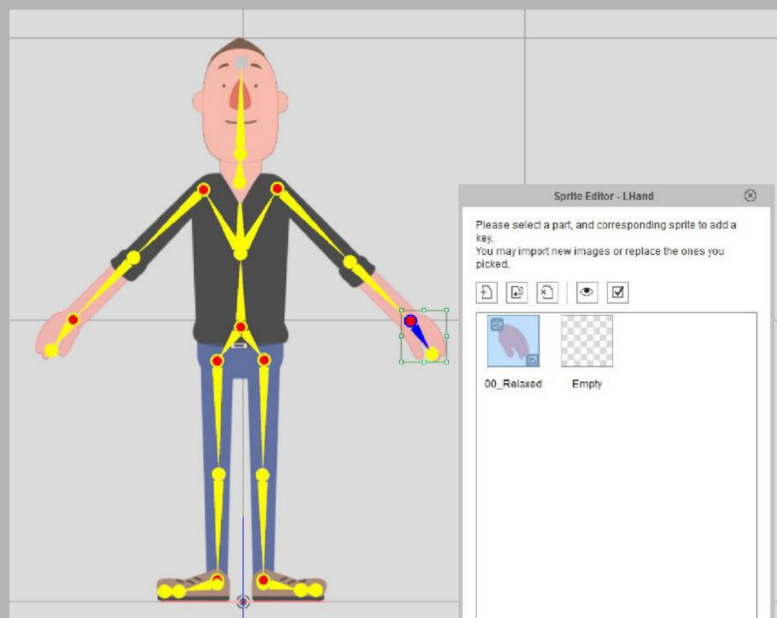 Sprite Editor - LHand
Please select a part, and corresponding sprite to add a
key.
You may import new images or replace the ones you
picked.
00_Relaxed
Empty